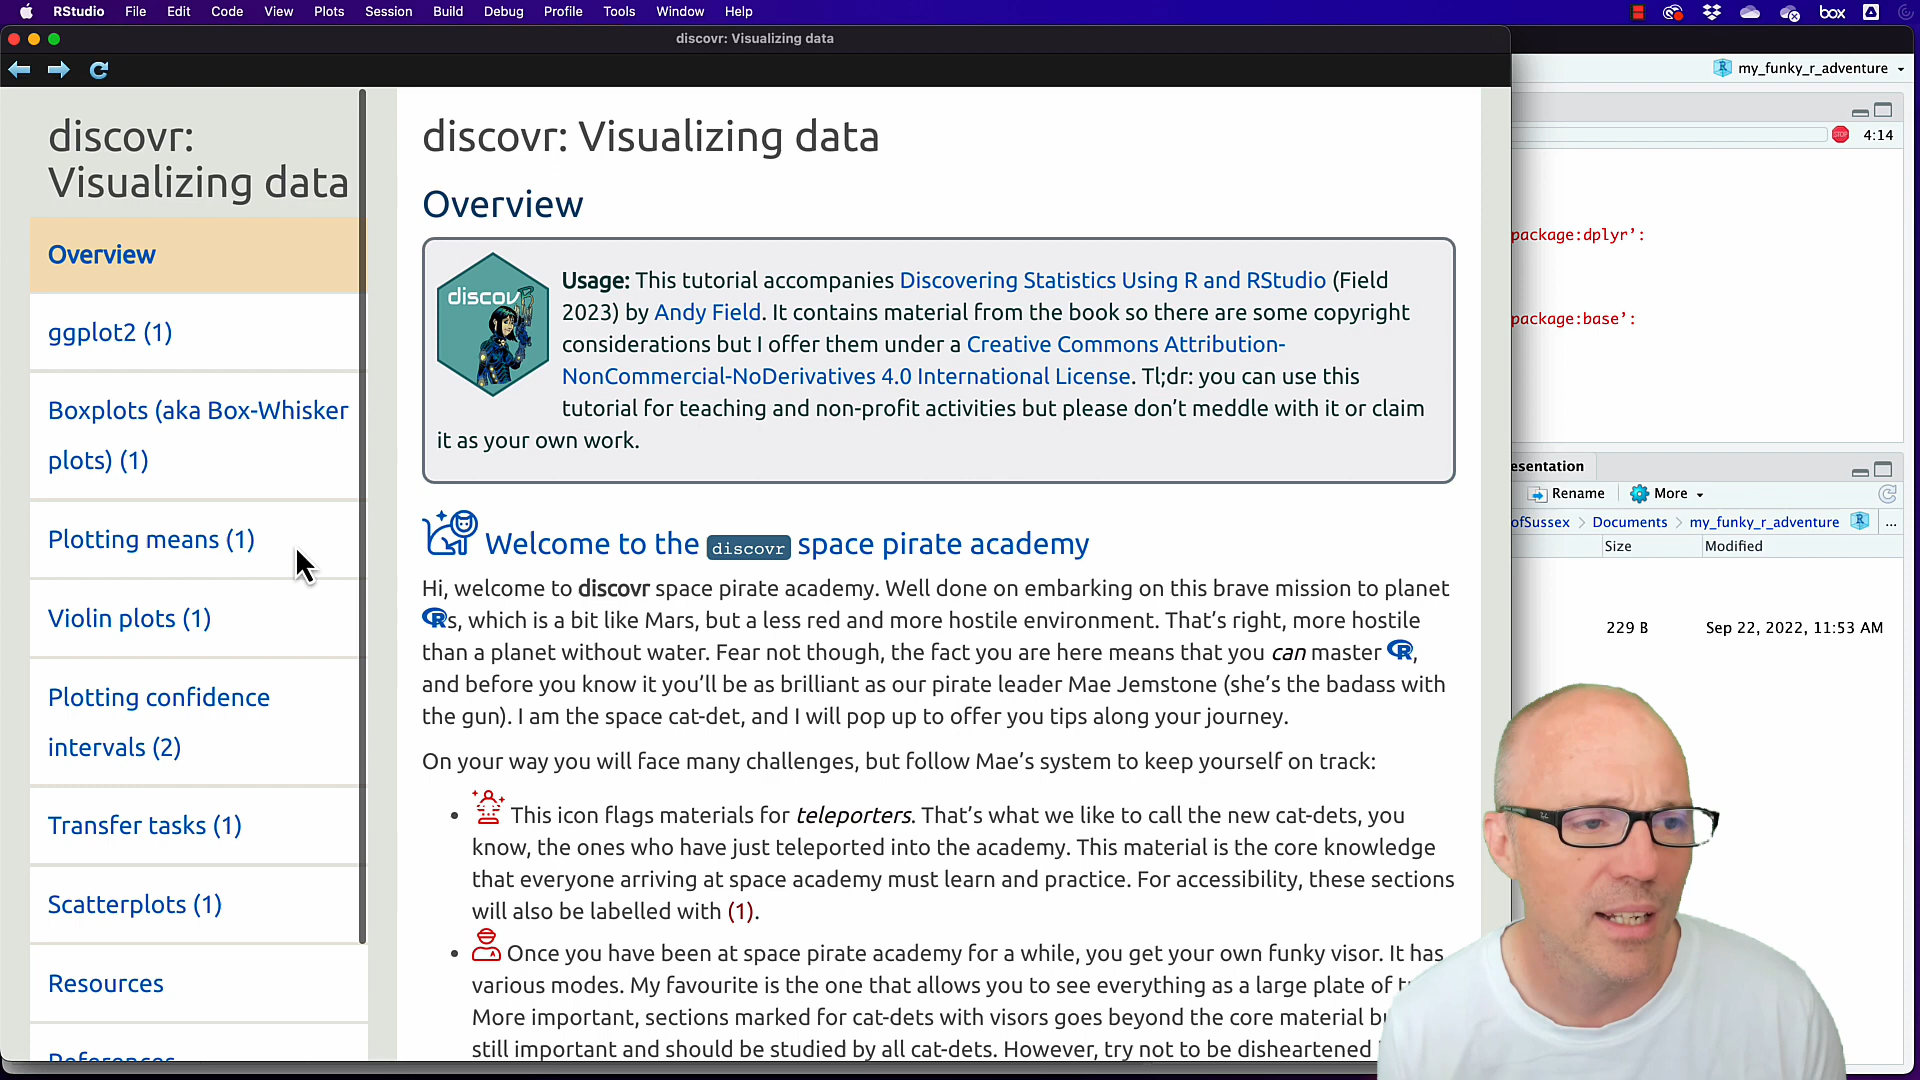 RStudio File Edit Code View Plots Session Build Debug Profile Tools Window Help box
discovr: Visualizing data
my_funky_r_adventure
discovr:
Visualizing data
Overview
ggplot2 (1)
Boxplots (aka Box-Whisker
plots) (1)
Plotting means (1)
Violin plots (1)
Plotting confidence
intervals (2)
Transfer tasks (1)
Scatterplots (1)
Resources
References
discovr: Visualizing data
Overview
discovR
Usage: This tutorial accompanies Discovering Statistics Using R and RStudio (Field
2023) by Andy Field. It contains material from the book so there are some copyright
considerations but I offer them under a Creative Commons Attribution-
NonCommercial-NoDerivatives 4.0 International License. Tl;dr: you can use this
tutorial for teaching and non-profit activities but please don't meddle with it or claim
it as your own work.
Welcome to the discovr space pirate academy
Hi, welcome to discovr space pirate academy. Well done on embarking on this brave mission to planet
Rs, which is a bit like Mars, but a less red and more hostile environment. That's right, more hostile
than a planet without water. Fear not though, the fact you are here means that you can master R,
and before you know it you'll be as brilliant as our pirate leader Mae Jemstone (she's the badass with
the gun). I am the space cat-det, and I will pop up to offer you tips along your journey.
On your way you will face many challenges, but follow Mae's system to keep yourself on track:
• This icon flags materials for teleporters. That's what we like to call the new cat-dets, you
know, the ones who have just teleported into the academy. This material is the core knowledge
that everyone arriving at space academy must learn and practice. For accessibility, these sections
will also be labelled with (1).
• Once you have been at space pirate academy for a while, you get your own funky visor. It has
various modes. My favourite is the one that allows you to see everything as a large plate of
More important, sections marked for cat-dets with visors goes beyond the core material
still important and should be studied by all cat-dets. However, try not to be disheartened
STOP 4:14
package:dplyr’:
package:base’:
esentation
Rename More
ofSussex Documents my_funky_r_adventure ...
Size Modified
229 B Sep 22, 2022, 11:53 AM